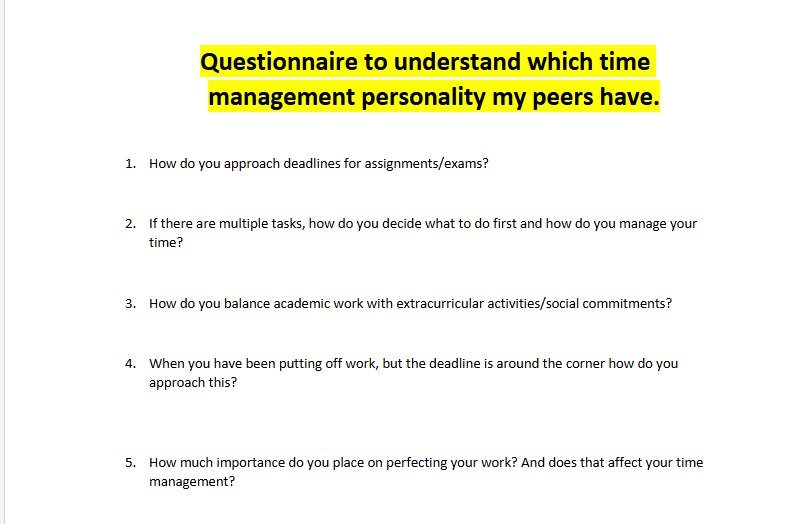 Questionnaire to understand which time
management personality my peers have.
1. How do you approach deadlines for assignments/exams?
2. If there are multiple tasks, how do you decide what to do first and how do you manage your
time?
3. How do you balance academic work with extracurricular activities/social commitments?
4. When you have been putting off work, but the deadline is around the corner how do you
approach this?
5. How much importance do you place on perfecting your work? And does that affect your time
management?